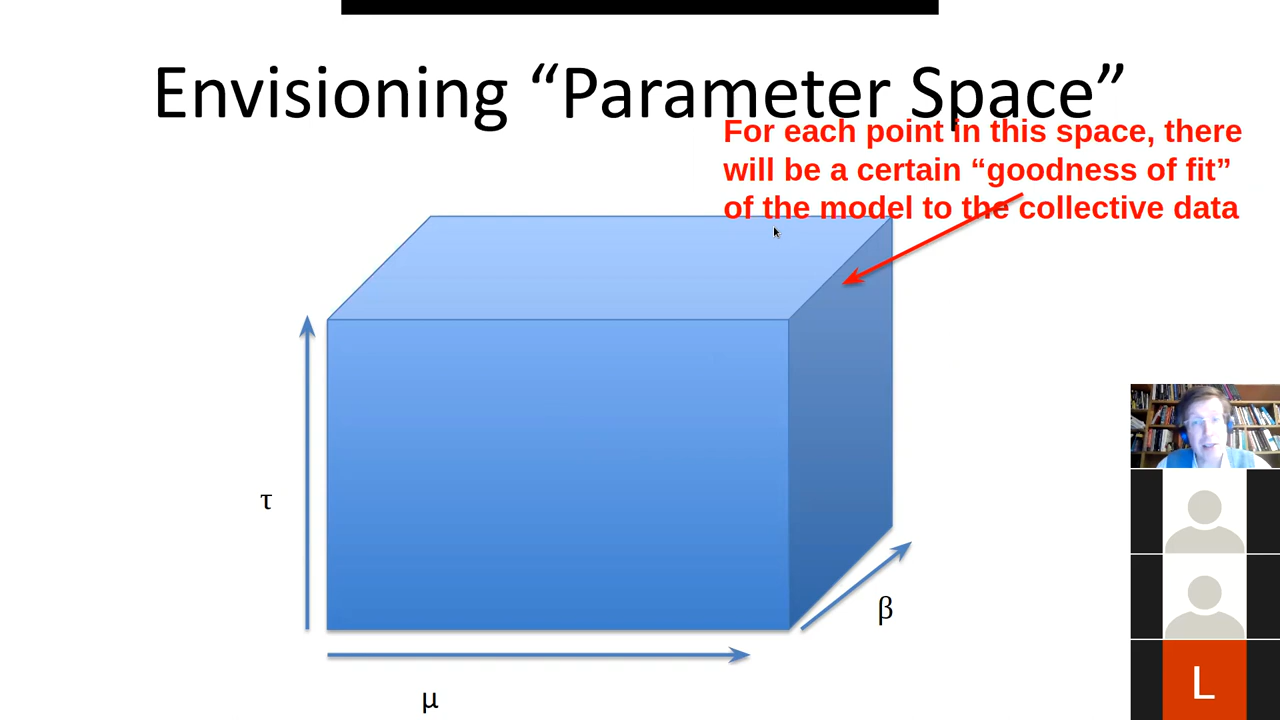 Envisioning “Parameter Space”
For each point in this space, there
will be a certain “goodness of fit”
of the model to the collective data
τ
β
μ
L